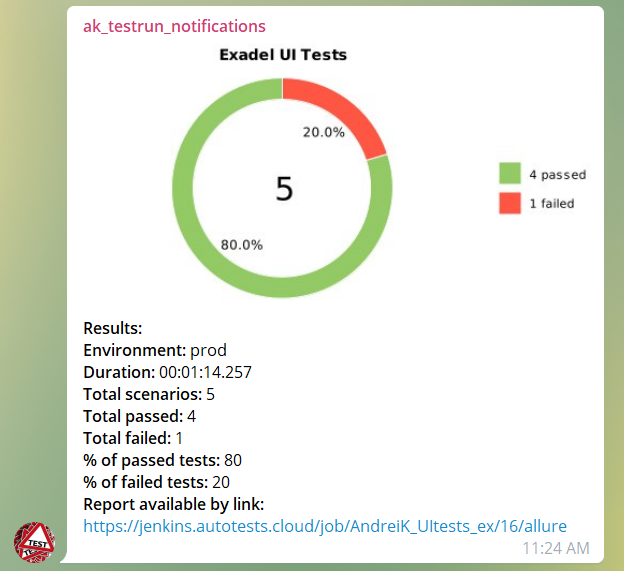 ak_testrun_notifications
Exadel UI Tests
20.0%
5
80.0%
4 passed
1 failed
Results:
Environment: prod
Duration: 00:01:14.257
Total scenarios: 5
Total passed: 4
Total failed: 1
% of passed tests: 80
% of failed tests: 20
Report available by link:
https://jenkins.autotests.cloud/job/AndreiK_UItests_ex/16/allure
TEST
11:24 AM